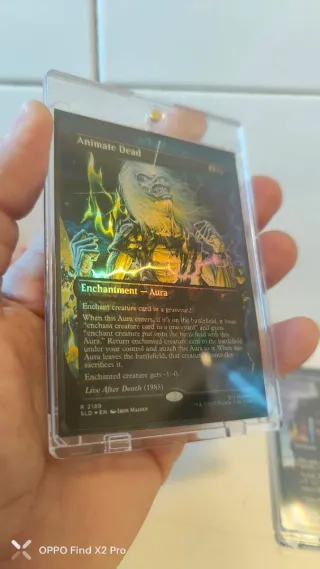 Animate Dead
Enchantment — Aura
Enchant creature card in a graveyard
When this Aura enters, if it's on the battlefield, it loses
"enchant creature card in a graveyard" and gains
"enchant creature put onto the battlefield with this
Aura." Return enchanted creature card to the battlefield
under your control and attach this Aura to it. When this
Aura leaves the battlefield, that creature's controller
sacrifices it.
Enchanted creature gets -1/-0.
Live After Death (1985)
R 2189
SLD EN
OPPO Find X2 Pro